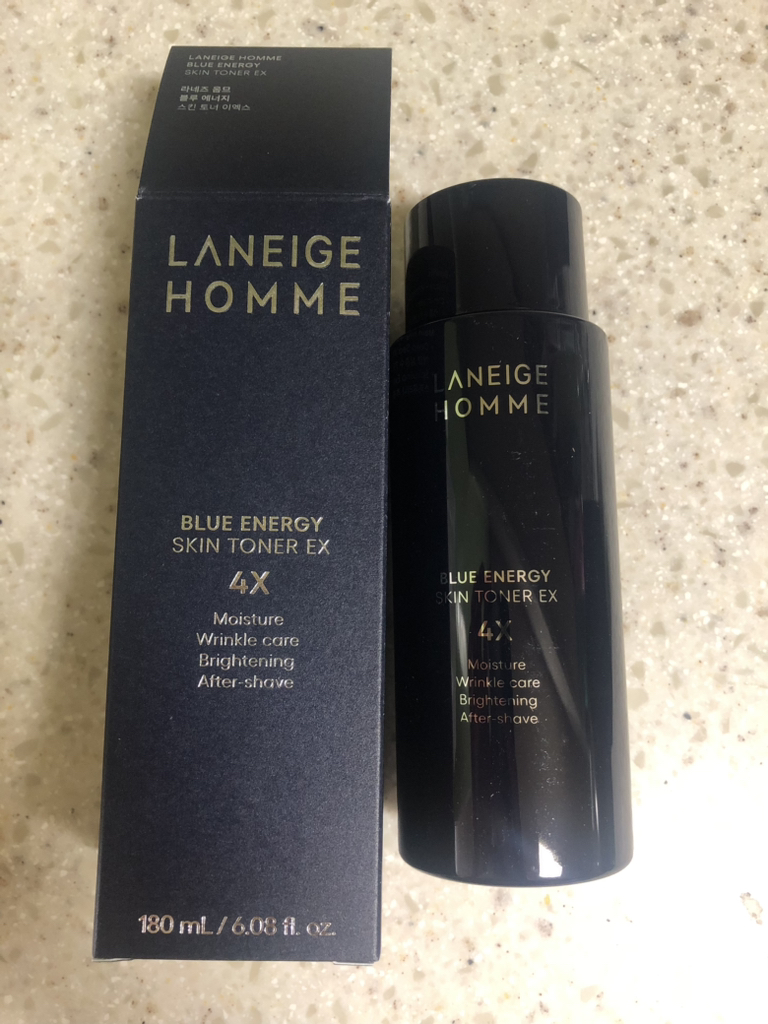 LANEIGE HOMME
BLUE ENERGY
SKIN TONER EX
라네즈 옴므
블루 에너지
스킨 토너 이엑스
LANEIGE
HOMME
BLUE ENERGY
SKIN TONER EX
4X
Moisture
Wrinkle care
Brightening
After-shave
180 mL / 6.08 fl. oz.
LANEIGE
HOMME
BLUE ENERGY
SKIN TONER EX
4X
Moisture
Wrinkle care
Brightening
After-shave